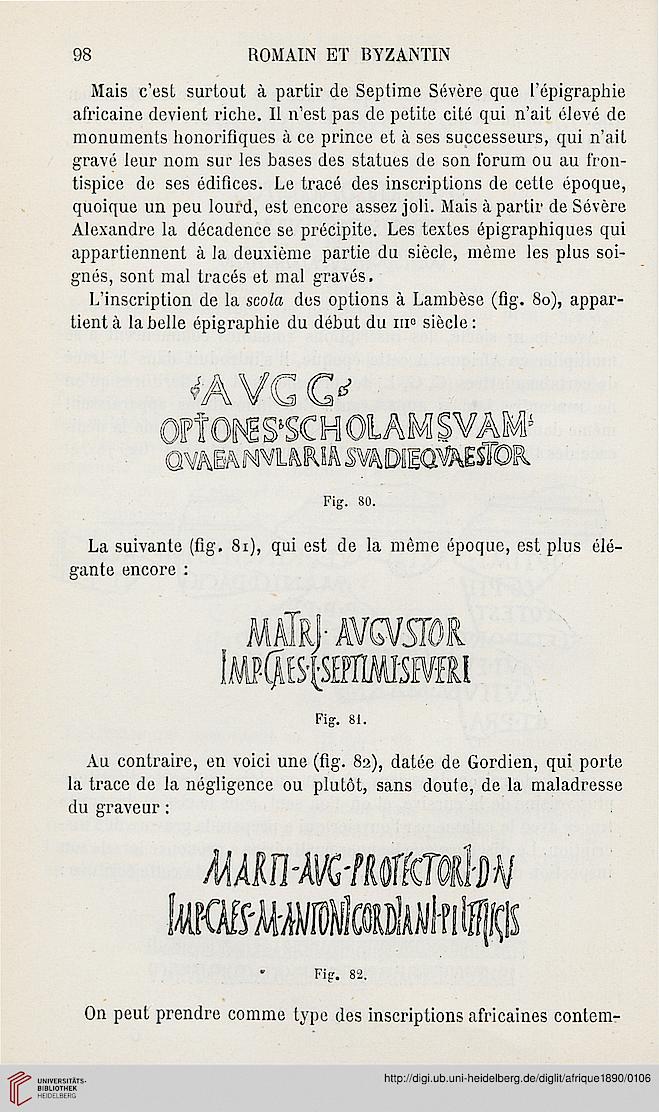 98 ROMAIN ET BYZANTIN
Mais c'est surtout à partir de Septime Sévère que l'épigraphie
africaine devient riche. Il n'est pas de petite cité qui n'ait élevé de
monuments honorifiques à ce prince et à ses successeurs, qui n'ait
gravé leur nom sur les bases des statues de son forum ou au fron-
tispice de ses édifices. Le tracé des inscriptions de cette époque,
quoique un peu lourd, est encore assez joli. Mais à partir de Sévère
Alexandre la décadence se précipite. Les textes épigraphiques qui
appartiennent à la deuxième partie du siècle, même les plus soi-
gnés, sont mal tracés et mal gravés.
L'inscription de la scola des options à Lambèse (fig. 80), appar-
tient à la belle épigraphie du début du IIIe siècle :
AVGG
OPTONES SCHOLAM SVAM
QVAEANVLARIASVADIEQVAESTOR
Fig. 80.
La suivante (fig. 81), qui est de la même époque, est plus élé-
gante encore :
MATRI · AVGVSTOR
IMP·CAES·L·SEPTIMI·SEVERI
Fig. 81.
Au contraire, en voici une (fig. 82), datée de Gordien, qui porte
la trace de la négligence ou plutôt, sans doute, de la maladresse
du graveur :
MARTI·AVG·PROTECTORI·D N
IMP·CAES·M·ANTONI GORDIANI·PII
Fig. 82.
On peut prendre comme type des inscriptions africaines contem-
UNIVERSITÄTS-
BIBLIOTHEK
HEIDELBERG
http://digi.ub.uni-heidelberg.de/diglit/afrique1890/0106